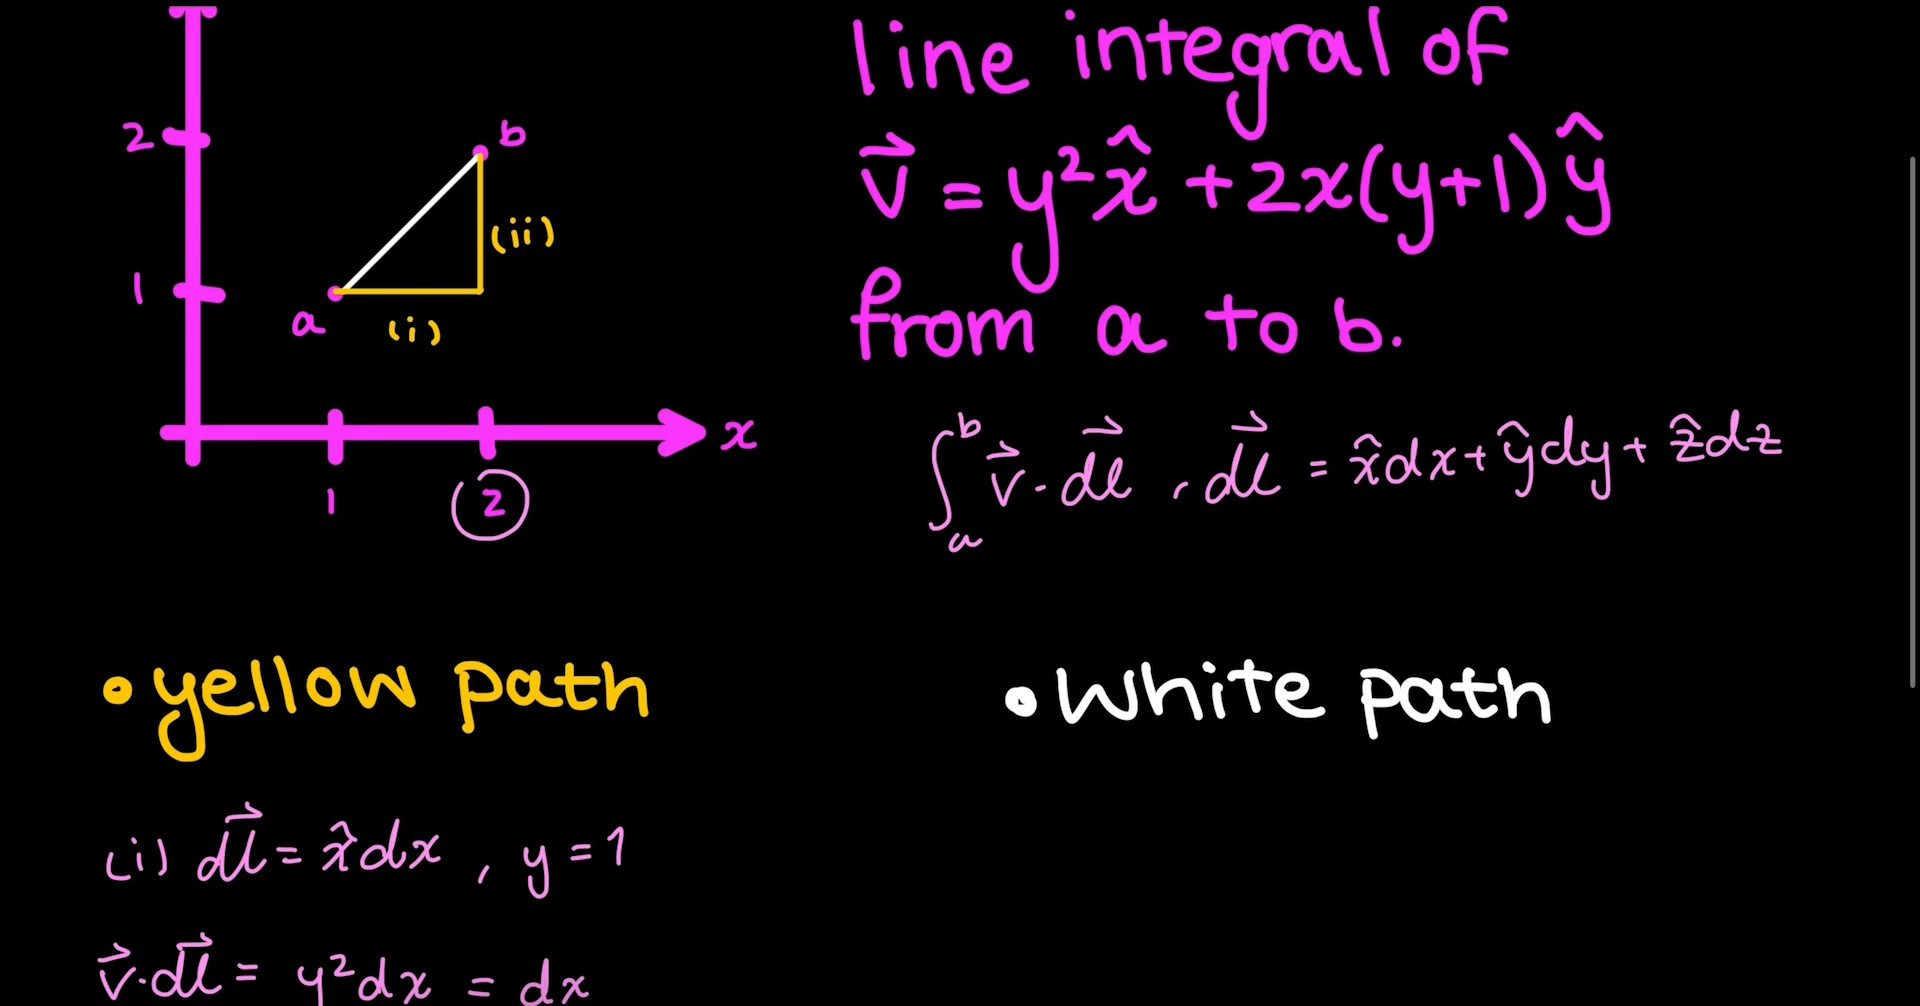 line integral of
v⃗ = y²x̂ + 2x(y+1)ŷ
from a to b.
2
b
(ii)
1
a
(i)
x
1
2
∫ₐᵇ v⃗·dl⃗ , dl⃗ = x̂dx + ŷdy + ẑdz
• yellow path
• white path
(i) dl⃗ = x̂dx , y = 1
v⃗·dl⃗ = y²dx = dx